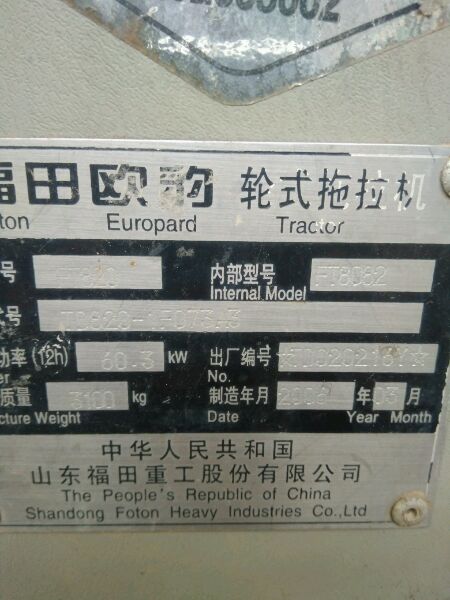 福田欧豹 轮式拖拉机
ton Europard Tractor
号 内部型号
Internal Model
号
功率(12h) 60.3 kW 出厂编号
er No.
质量 3100 kg 制造年月 年 03 月
cture Weight Date Year Month
中华人民共和国
山东福田重工股份有限公司
The People's Republic of China
Shandong Foton Heavy Industries Co.,Ltd